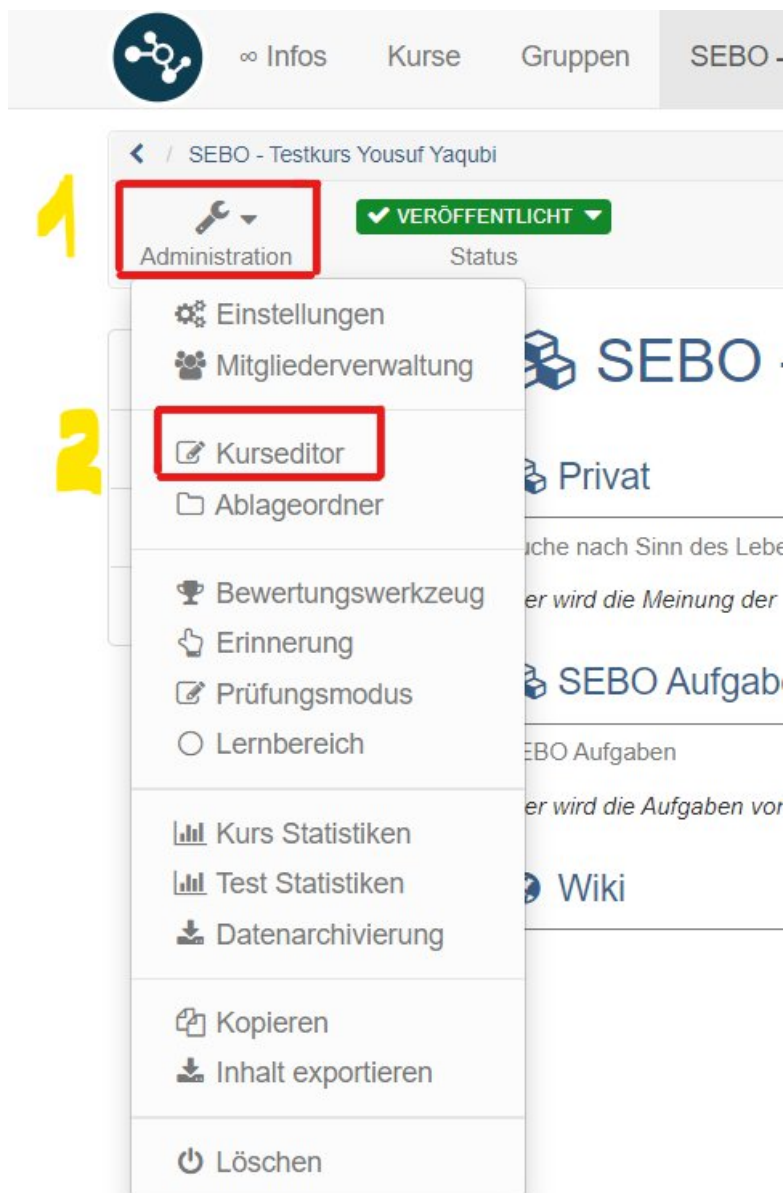 ∞ Infos Kurse Gruppen SEBO -
/ SEBO - Testkurs Yousuf Yaqubi
1
VERÖFFENTLICHT
Administration Status
Einstellungen
Mitgliederverwaltung
SEBO -
2
Kurseditor
Privat
Ablageordner
uche nach Sinn des Lebe
Bewertungswerkzeug
er wird die Meinung der
Erinnerung
SEBO Aufgabe
Prüfungsmodus
Lernbereich
EBO Aufgaben
er wird die Aufgaben von
Kurs Statistiken
Test Statistiken
Wiki
Datenarchivierung
Kopieren
Inhalt exportieren
Löschen